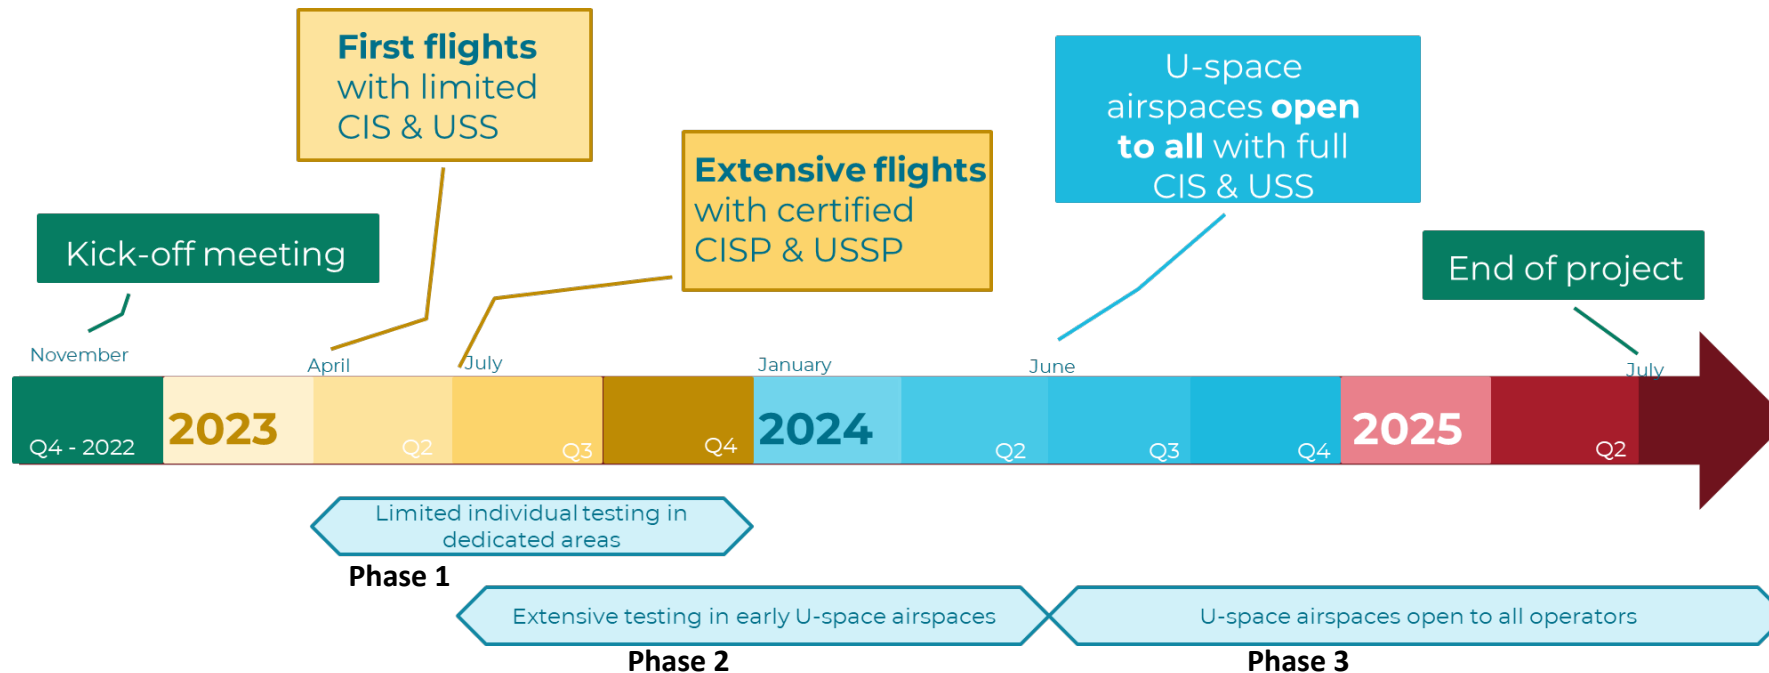 First flights
with limited
CIS & USS
U-space
airspaces open
to all with full
CIS & USS
Extensive flights
with certified
CISP & USSP
Kick-off meeting
End of project
November
April
July
January
June
July
Q4 - 2022
2023
Q2
Q3
Q4
2024
Q2
Q3
Q4
2025
Q2
Limited individual testing in
dedicated areas
Phase 1
Extensive testing in early U-space airspaces
U-space airspaces open to all operators
Phase 2
Phase 3